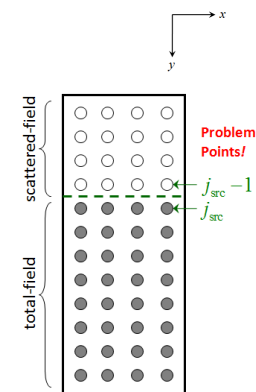 x
y
scattered-field
Problem
Points!
j_src −1
j_src
total-field